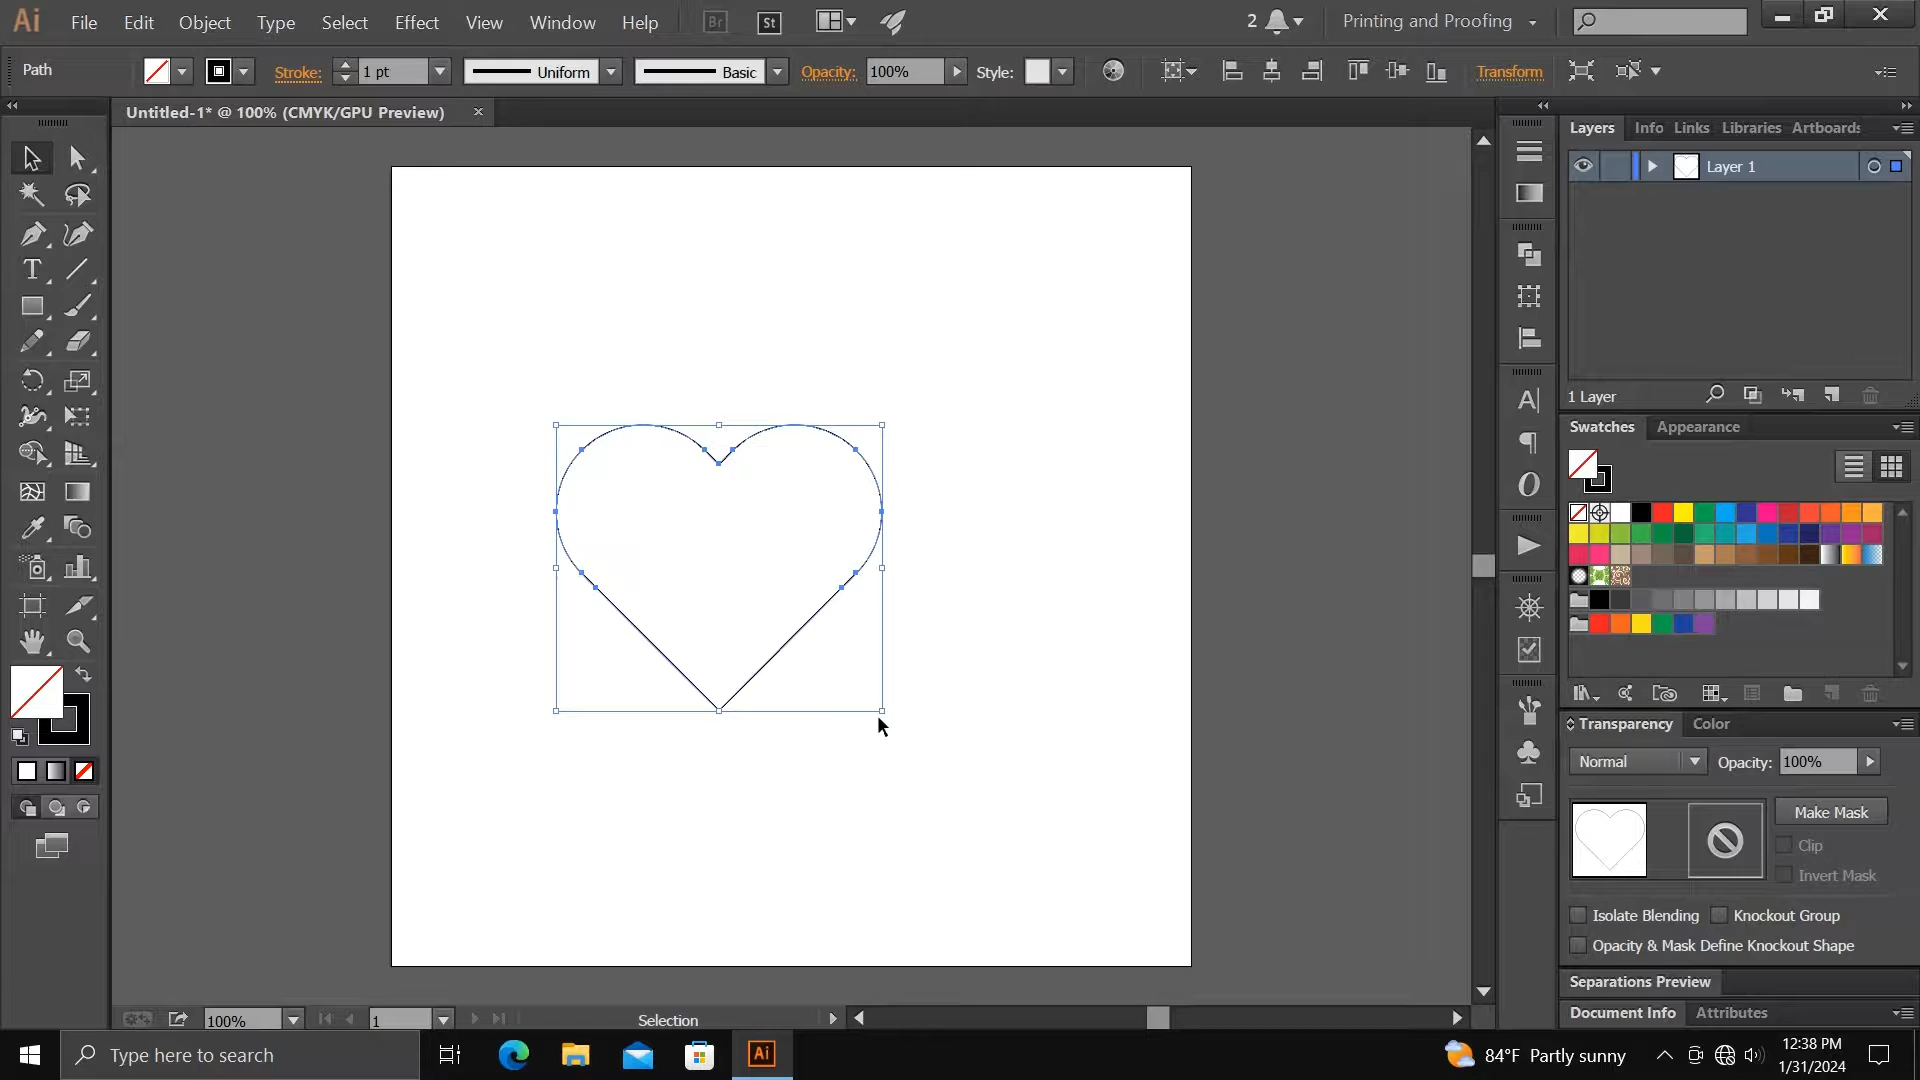 Ai File Edit Object Type Select Effect View Window Help Br St 2 Printing and Proofing
Path Stroke: 1 pt Uniform Basic Opacity: 100% Style: Transform
Untitled-1* @ 100% (CMYK/GPU Preview)
Layers Info Links Libraries Artboards
Layer 1
1 Layer
Swatches Appearance
Transparency Color
Normal Opacity: 100%
Make Mask
Clip
Invert Mask
Isolate Blending Knockout Group
Opacity & Mask Define Knockout Shape
Separations Preview
Document Info Attributes
100% 1 Selection
Type here to search
Ai
84°F Partly sunny
12:38 PM
1/31/2024